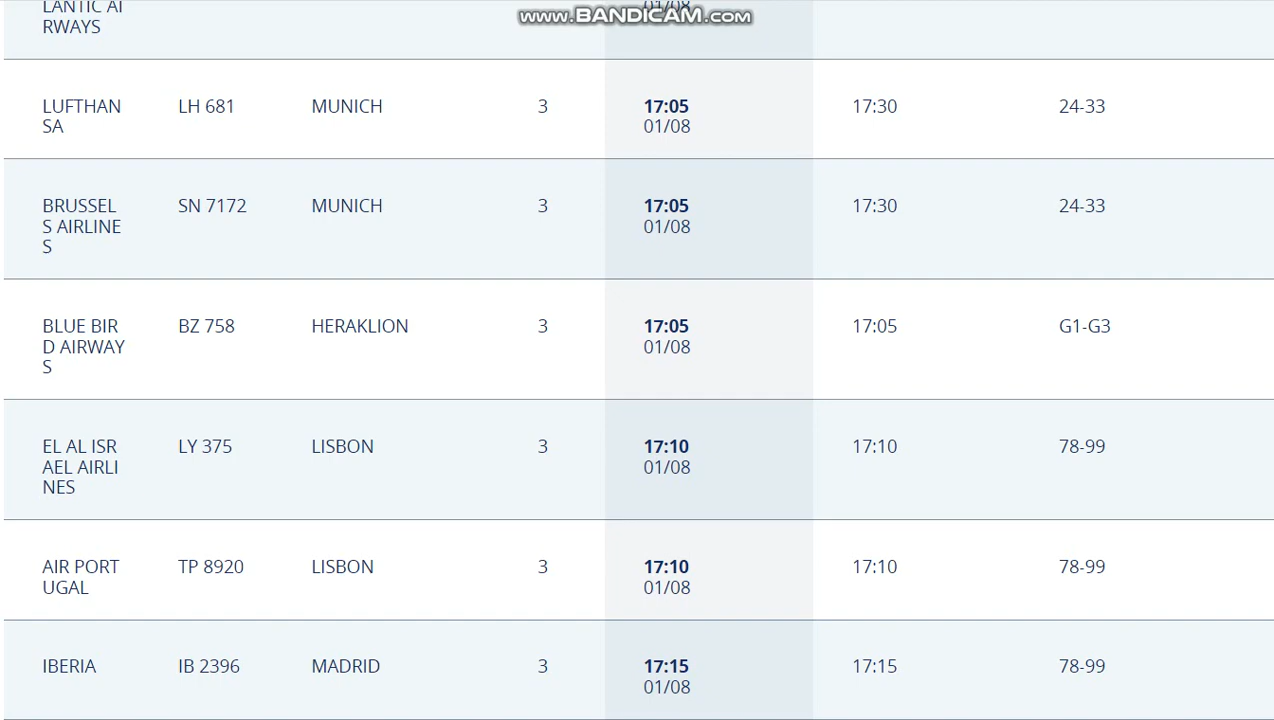 LANTIC AI
RWAYS
01/08
www.BANDICAM.com
LUFTHAN
SA
LH 681
MUNICH
3
17:05
01/08
17:30
24-33
BRUSSEL
S AIRLINE
S
SN 7172
MUNICH
3
17:05
01/08
17:30
24-33
BLUE BIR
D AIRWAY
S
BZ 758
HERAKLION
3
17:05
01/08
17:05
G1-G3
EL AL ISR
AEL AIRLI
NES
LY 375
LISBON
3
17:10
01/08
17:10
78-99
AIR PORT
UGAL
TP 8920
LISBON
3
17:10
01/08
17:10
78-99
IBERIA
IB 2396
MADRID
3
17:15
01/08
17:15
78-99